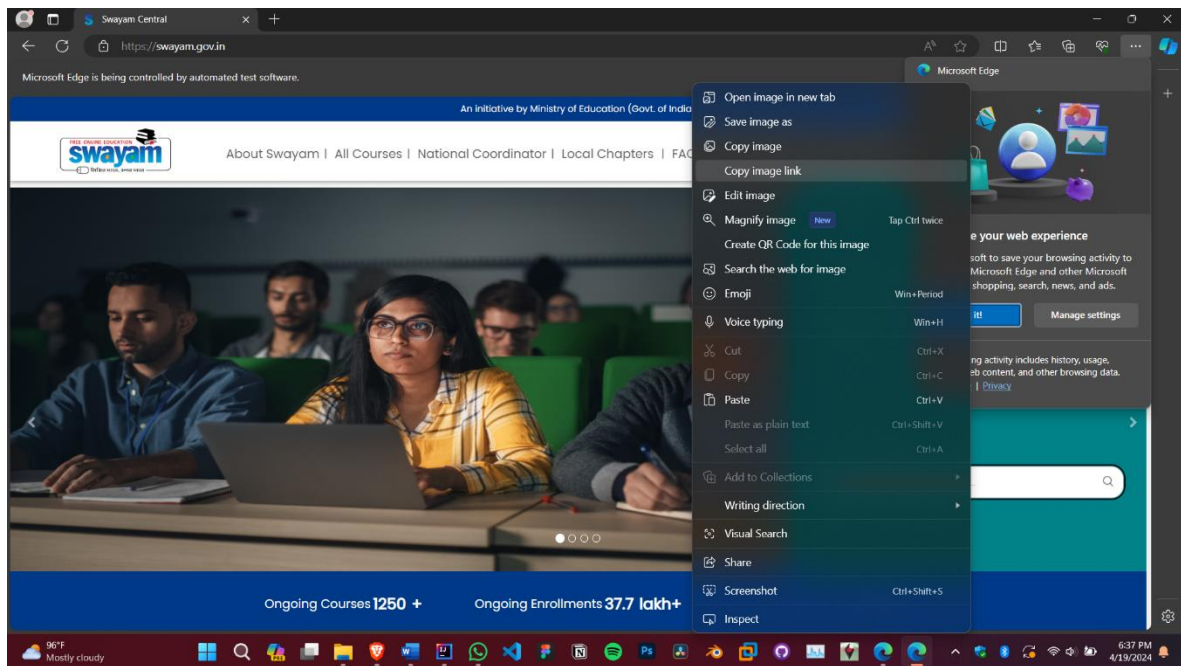 Swayam Central
https://swayam.gov.in
Microsoft Edge is being controlled by automated test software.
Microsoft Edge
An initiative by Ministry of Education (Govt. of India
FREE ONLINE EDUCATION
swayam
About Swayam | All Courses | National Coordinator | Local Chapters | FAQ
Open image in new tab
Save image as
Copy image
Copy image link
Edit image
Magnify image New Tap Ctrl twice
Create QR Code for this image
Search the web for image
Emoji Win+Period
Voice typing Win+H
Cut Ctrl+X
Copy Ctrl+C
Paste Ctrl+V
Paste as plain text Ctrl+Shift+V
Select all Ctrl+A
Add to Collections
Writing direction
Visual Search
Share
Screenshot Ctrl+Shift+S
Inspect
e your web experience
soft to save your browsing activity to
Microsoft Edge and other Microsoft
shopping, search, news, and ads.
it!
Manage settings
ng activity includes history, usage,
eb content, and other browsing data.
| Privacy
Ongoing Courses 1250 +
Ongoing Enrollments 37.7 lakh+
96°F
Mostly cloudy
6:37 PM
4/19/2024